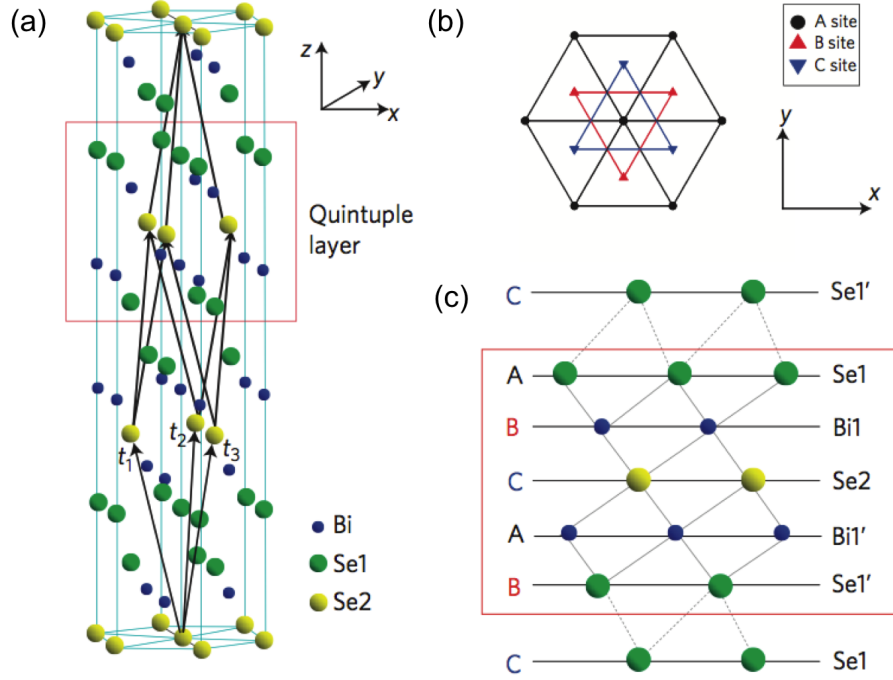 (a)
z
y
x
Quintuple
layer
t1
t2
t3
Bi
Se1
Se2
(b)
A site
B site
C site
y
x
(c)
C Se1′
A Se1
B Bi1
C Se2
A Bi1′
B Se1′
C Se1